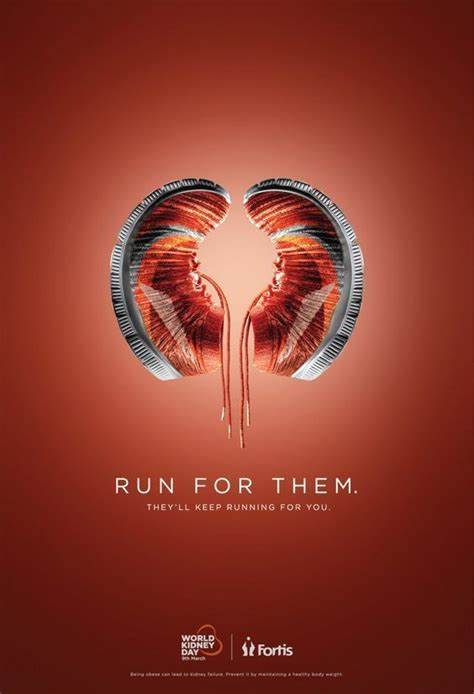 RUN FOR THEM.
THEY'LL KEEP RUNNING FOR YOU.
WORLD
KIDNEY
DAY
9th March
Fortis
Being obese can lead to kidney failure. Prevent it by maintaining a healthy body weight.